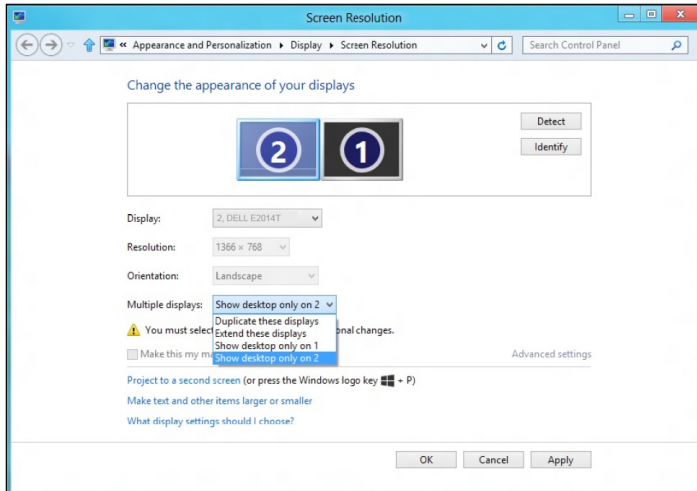 Screen Resolution
« Appearance and Personalization ▸ Display ▸ Screen Resolution
Search Control Panel
Change the appearance of your displays
2 1
Detect
Identify
Display: 2, DELL E2014T
Resolution: 1366 × 768
Orientation: Landscape
Multiple displays: Show desktop only on 2
Duplicate these displays
You must selec onal changes.
Extend these displays
Show desktop only on 1
Make this my m Advanced settings
Show desktop only on 2
Project to a second screen (or press the Windows logo key + P)
Make text and other items larger or smaller
What display settings should I choose?
OK Cancel Apply